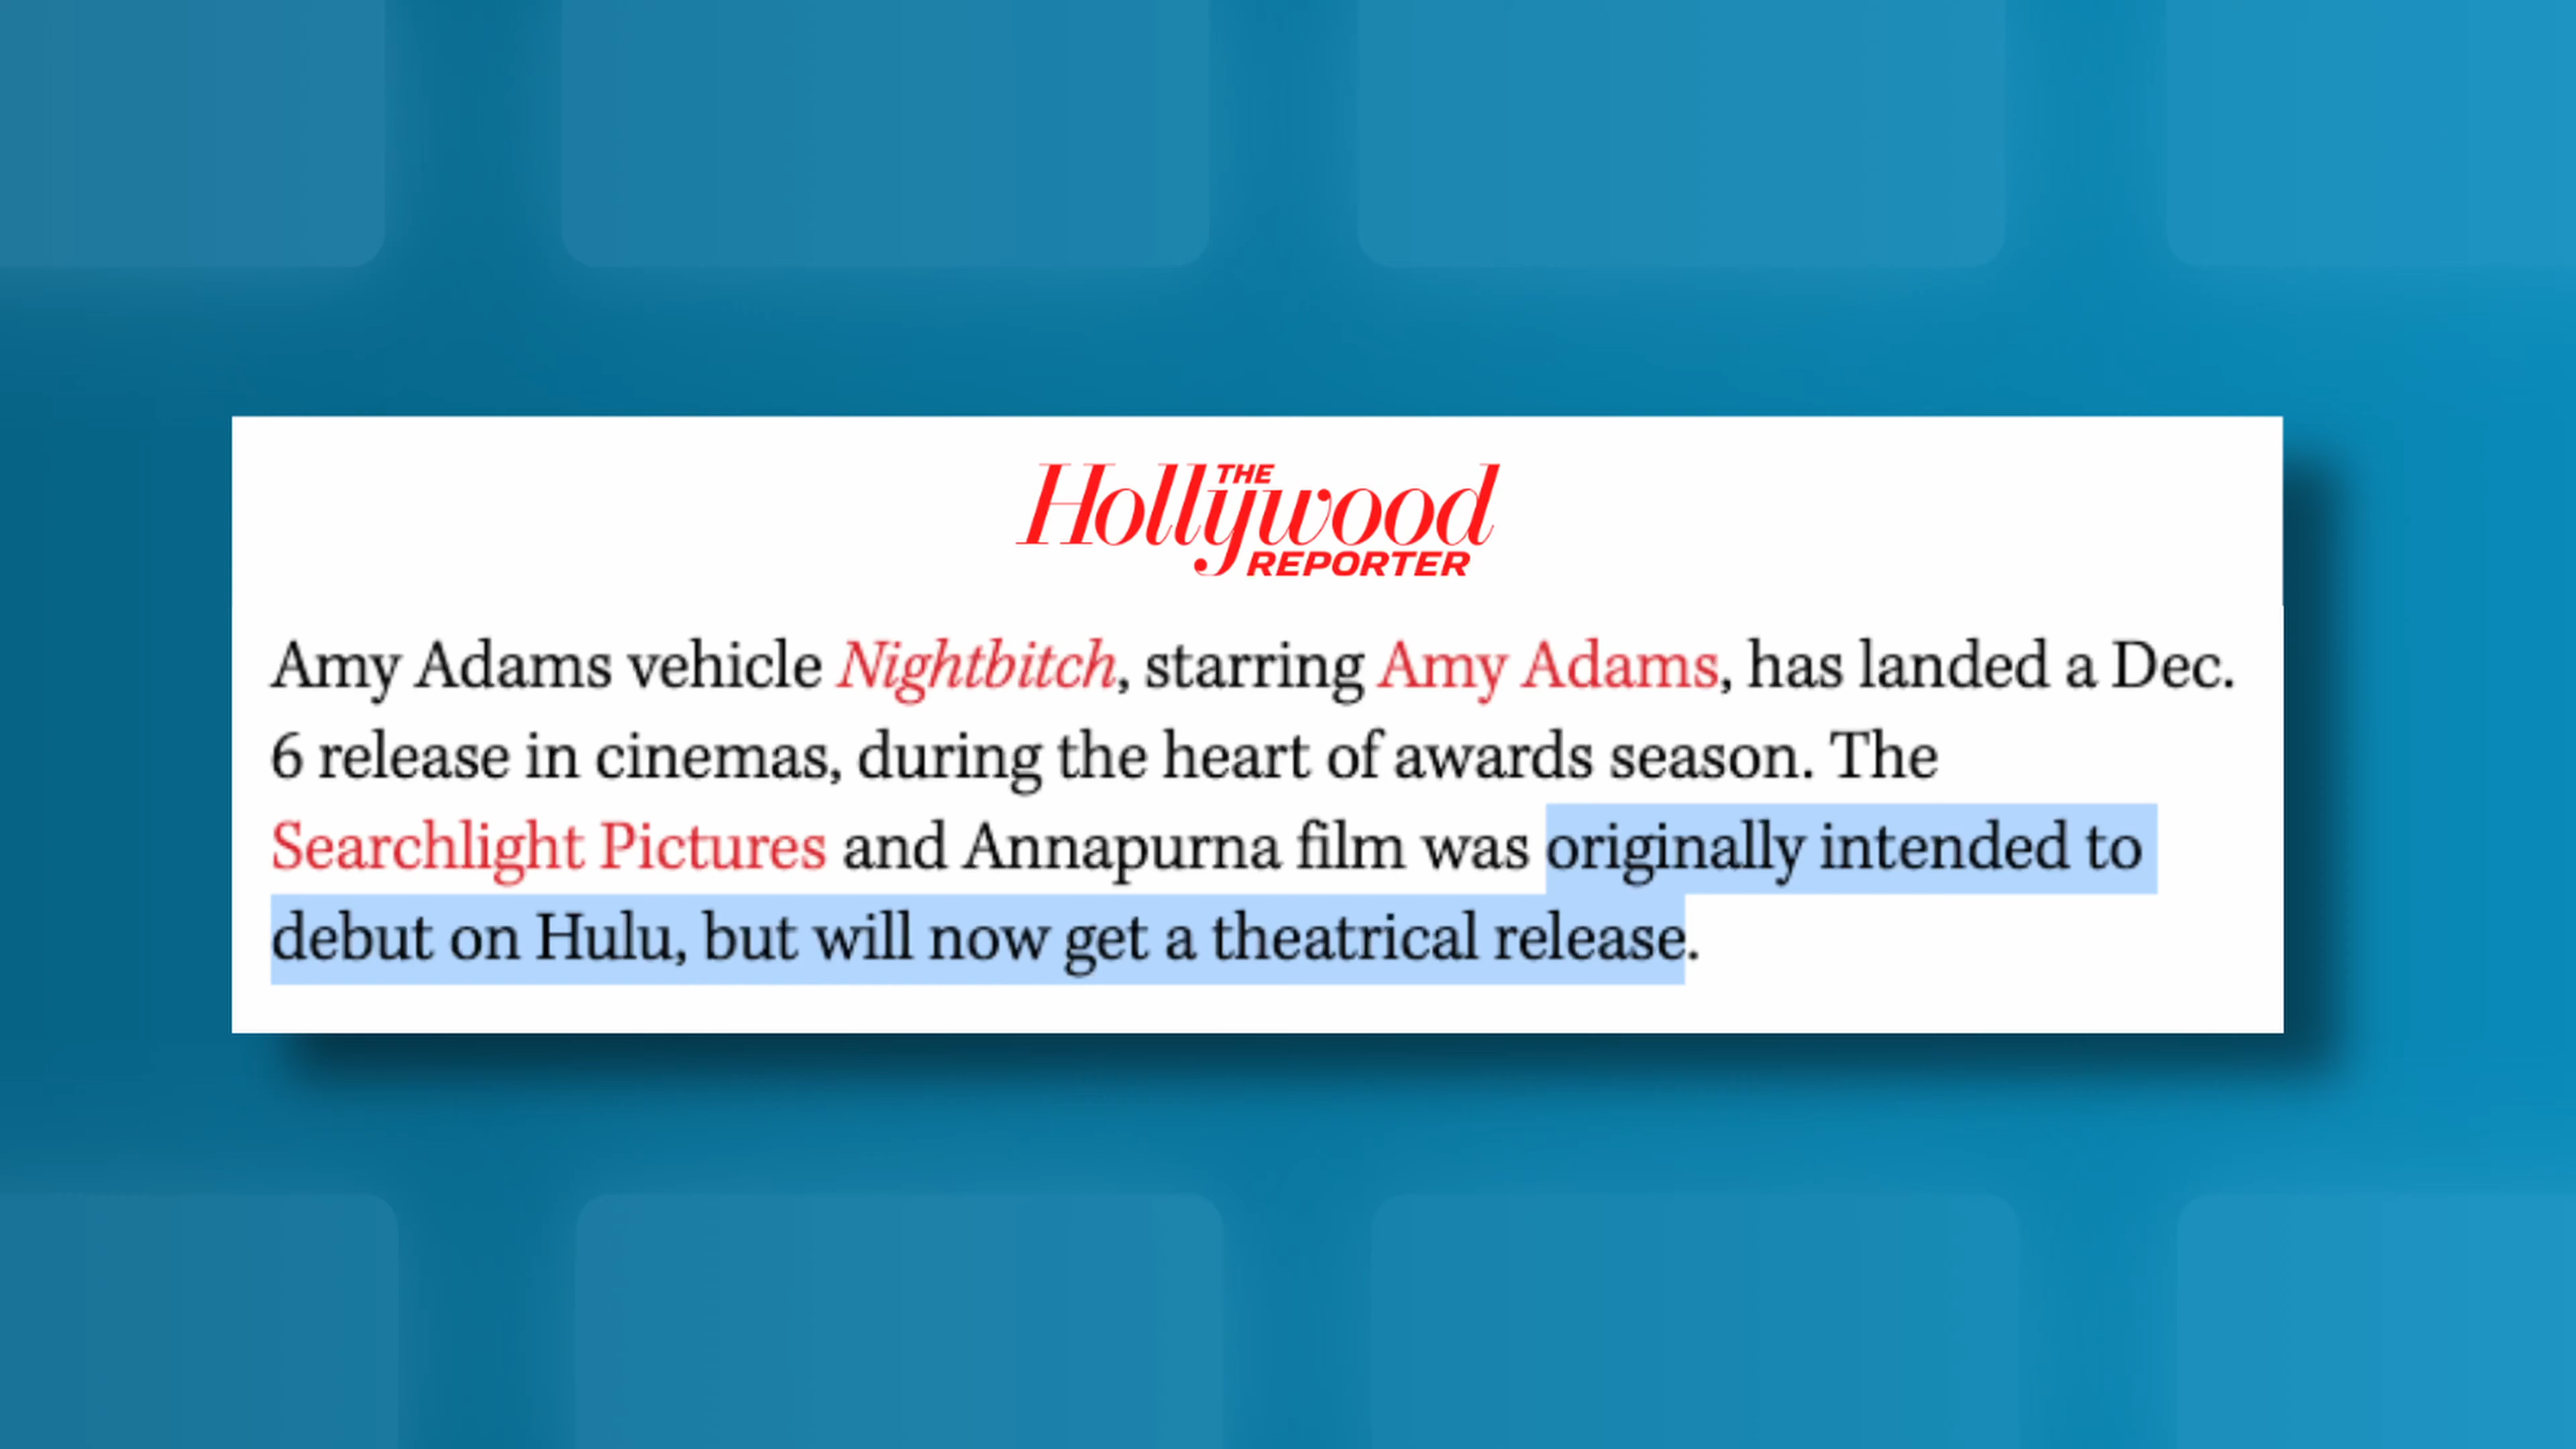 THE
Hollywood
REPORTER
Amy Adams vehicle Nightbitch, starring Amy Adams, has landed a Dec.
6 release in cinemas, during the heart of awards season. The
Searchlight Pictures and Annapurna film was originally intended to
debut on Hulu, but will now get a theatrical release.